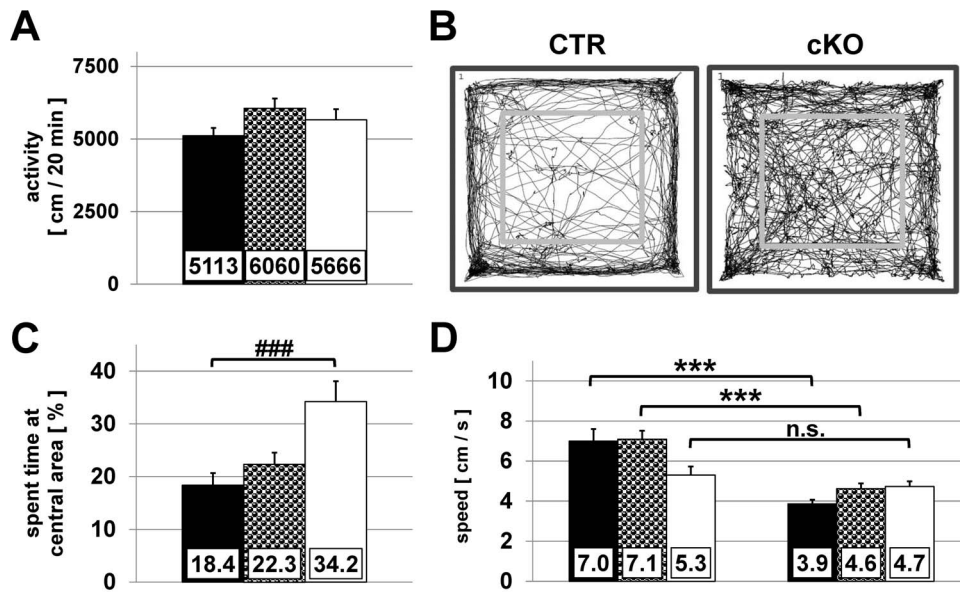 A
activity
[ cm / 20 min ]
7500
5000
2500
0
5113 6060 5666
B
CTR cKO
1 1
C
spent time at
central area [ % ]
40
30
20
10
0
###
18.4 22.3 34.2
D
speed [ cm / s ]
10
8
6
4
2
0
***
***
n.s.
7.0 7.1 5.3 3.9 4.6 4.7